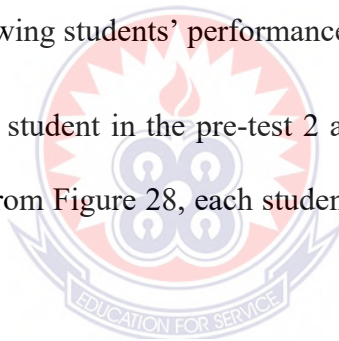 wing students’ performance
student in the pre-test 2 a
rom Figure 28, each studen
EDUCATION FOR SERVICE